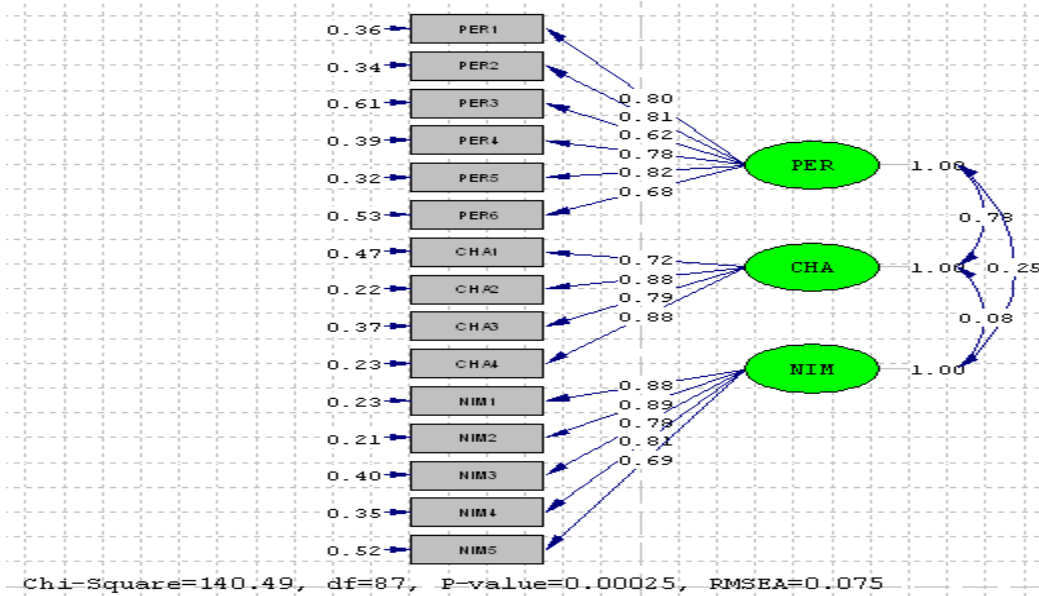 0.36 PER1
0.34 PER2
0.80
0.61 PER3
0.81
0.62
0.39 PER4
0.78
PER 1.00
0.32 PER5
0.82
0.68
0.53 PER6
0.47 CHA1
0.72
CHA 1.00 0.25
0.88
0.22 CHA2
0.79
0.88 0.08
0.37 CHA3
0.23 CHA4
NIM 1.00
0.88
0.23 NIM1
0.89
0.78
0.21 NIM2
0.81
0.69
0.40 NIM3
0.35 NIM4
0.52 NIM5
Chi-Square=140.49, df=87, P-value=0.00025, RMSEA=0.075